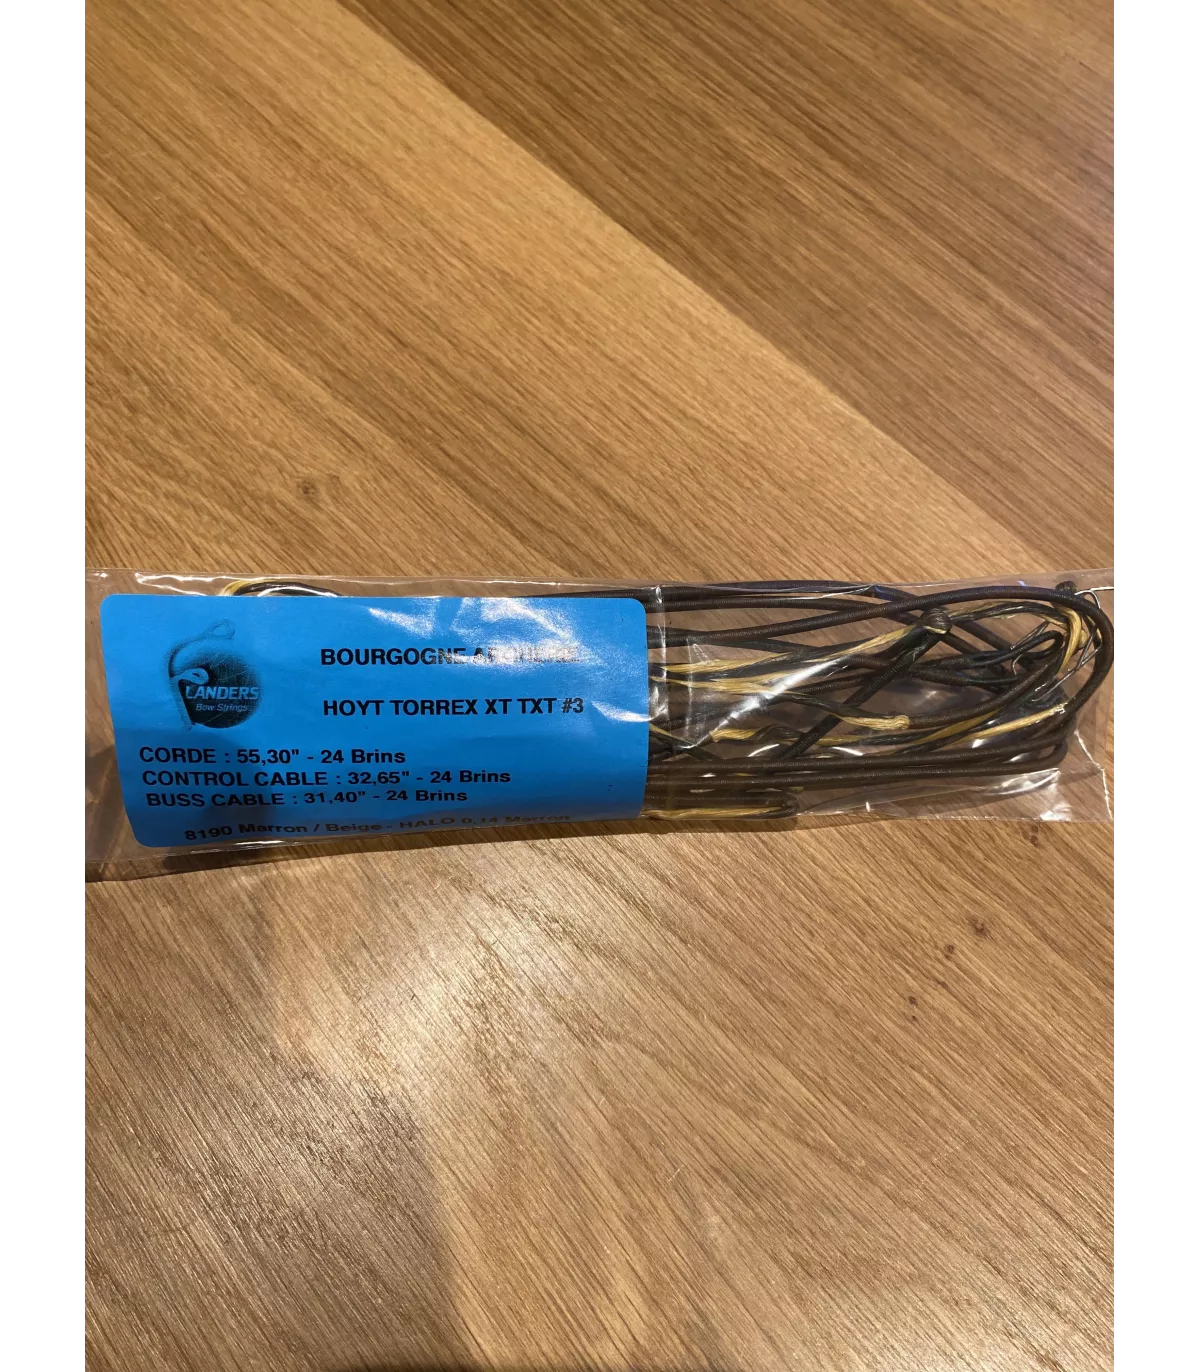 LANDERS
Bow Strings
BOURGOGNE
HOYT TORREX XT TXT #3
CORDE : 55,30" - 24 Brins
CONTROL CABLE : 32,65" - 24 Brins
BUSS CABLE : 31,40" - 24 Brins
8190 Marron / Beige - HALO 0,14 Marron